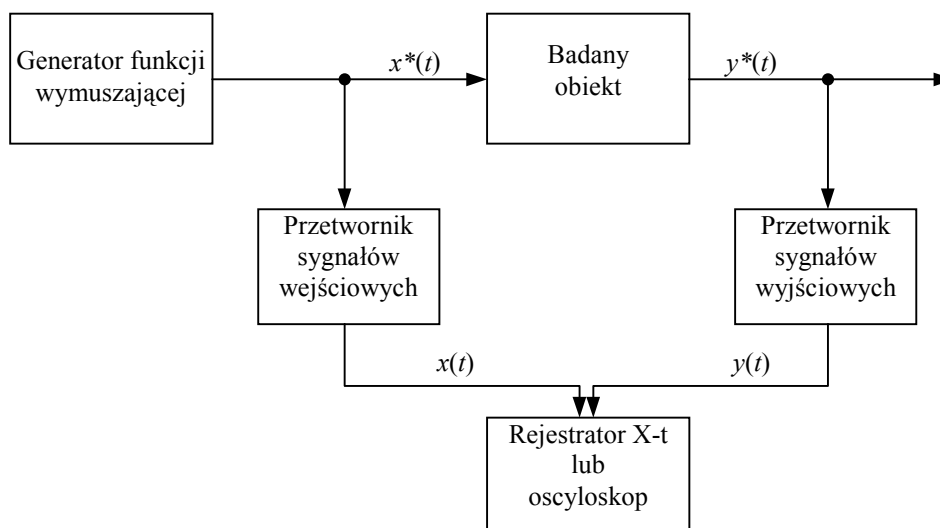 Generator funkcji
wymuszającej
x*(t)
Badany
obiekt
y*(t)
Przetwornik
sygnałów
wejściowych
Przetwornik
sygnałów
wyjściowych
x(t)
y(t)
Rejestrator X-t
lub
oscyloskop